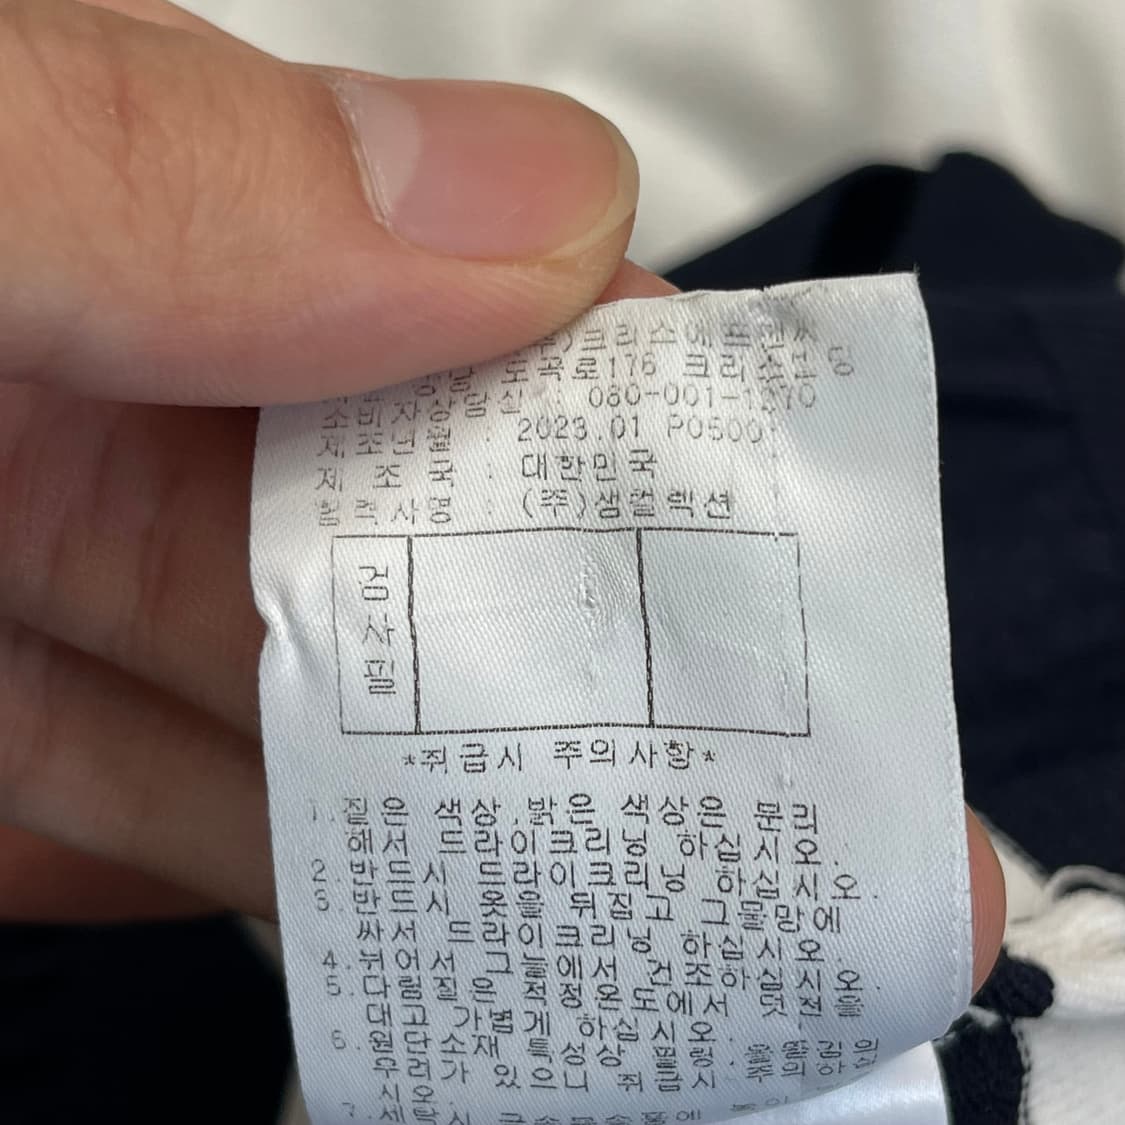 주)크리스에프앤씨
강남 도곡로176 크리스빌딩
소비자상담실 : 080-001-1
제조년월 : 2023.01 P0500
제 조 국 : 대한민국
협력사명 : (주)샘컬렉션
검사필
*취급시 주의사항*
1.짙은 색상,밝은 색상은 분리
해서 드라이크리닝 하십시오.
2.반드시 드라이크리닝 하십시오.
3.반드시 옷을 뒤집고 그물망에
싸서 드라이크리닝 하십시오.
4.뉘어서 그늘에서 건조하십시오.
5.다림질은 적정온도에서 덧천을
대고 가볍게 하십시오.
6.원단소재 특성상 필링,올뜯김의
우려가 있으니 취급시 주의하십
시오.
7.세탁시